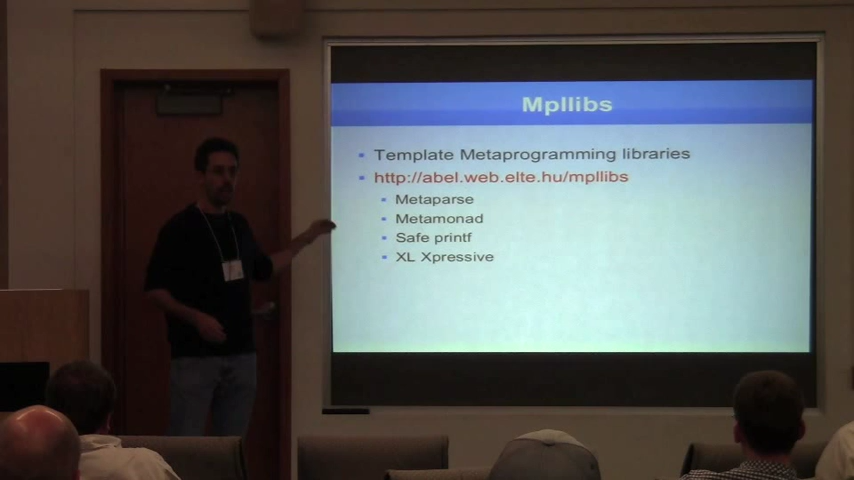 Mpllibs
Template Metaprogramming libraries
http://abel.web.elte.hu/mpllibs
Metaparse
Metamonad
Safe printf
XL Xpressive